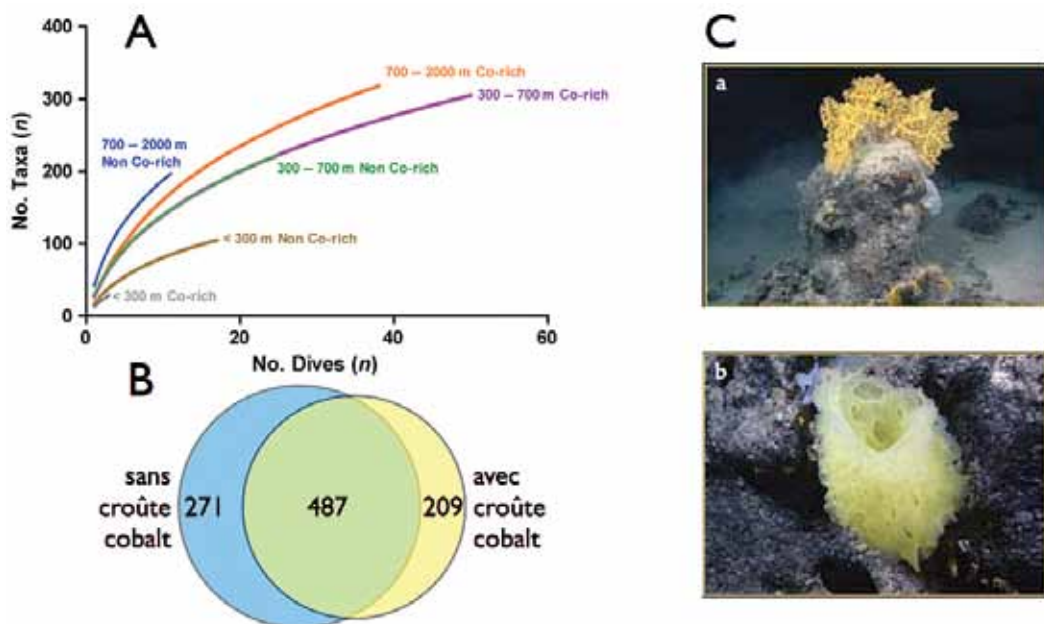 A
400
300
200
100
0
No. Taxa (n)
700 – 2000 m Co-rich
300 – 700 m Co-rich
700 – 2000 m
Non Co-rich
300 – 700 m Non Co-rich
< 300 m Non Co-rich
< 300 m Co-rich
0
20
40
60
No. Dives (n)
B
sans
croûte
cobalt
271
487
209
avec
croûte
cobalt
C
a
b